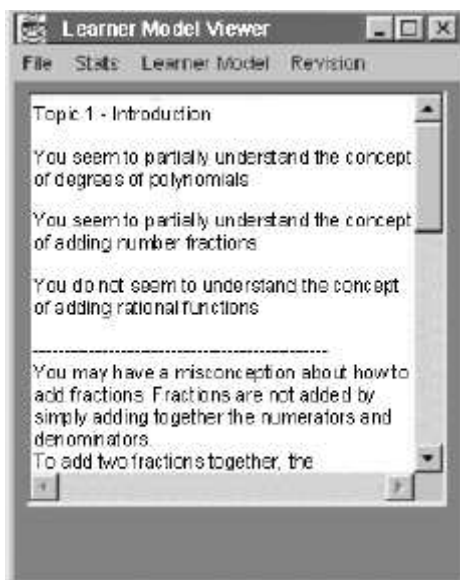 Learner Model Viewer
File Stats Learner Model Revision
Topic 1 - Introduction
You seem to partially understand the concept
of degrees of polynomials
You seem to partially understand the concept
of adding number fractions
You do not seem to understand the concept
of adding rational functions
-----------------------------------------------
You may have a misconception about how to
add fractions. Fractions are not added by
simply adding together the numerators and
denominators.
To add two fractions together, the